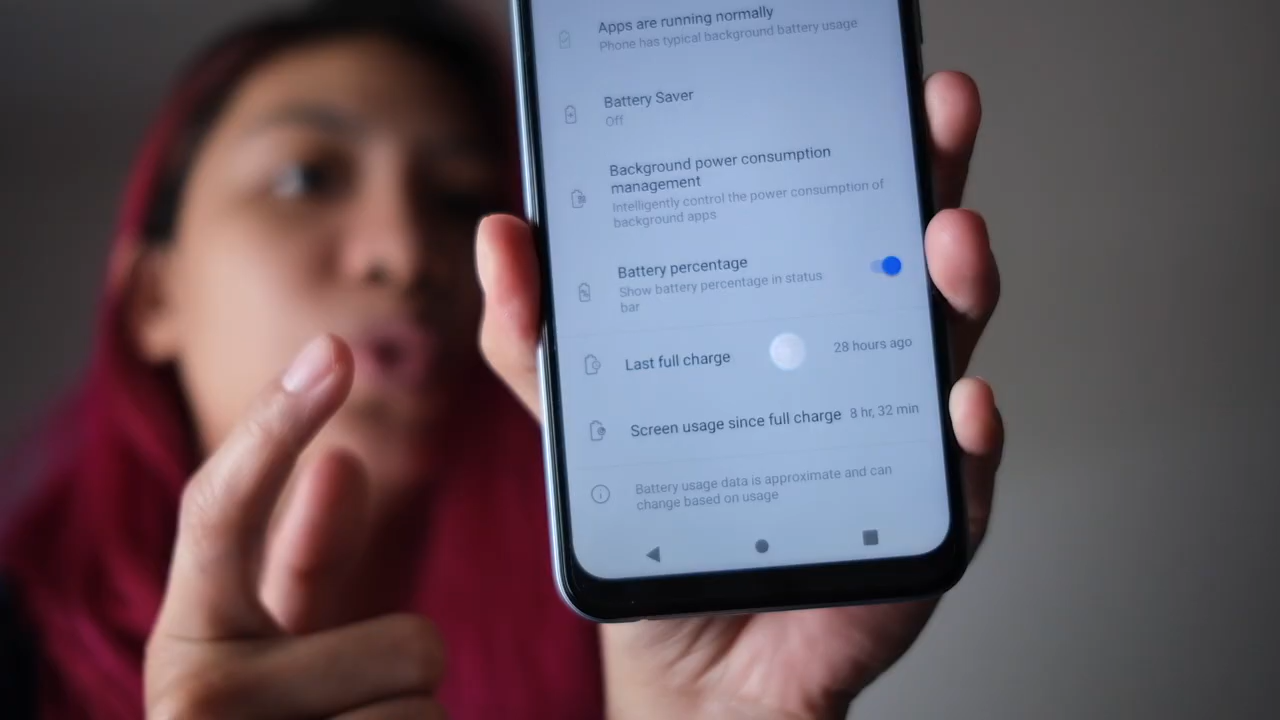 Apps are running normally
Phone has typical background battery usage
Battery Saver
Off
Background power consumption
management
Intelligently control the power consumption of
background apps
Battery percentage
Show battery percentage in status
bar
Last full charge 28 hours ago
Screen usage since full charge 8 hr, 32 min
Battery usage data is approximate and can
change based on usage